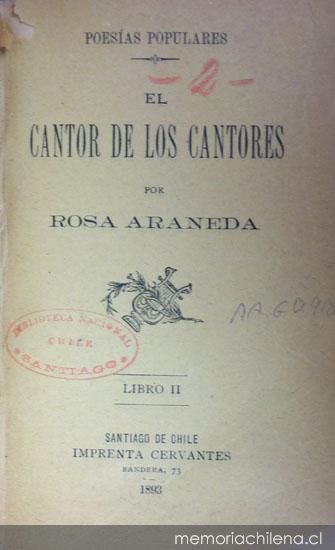 POESÍAS POPULARES
- 2 -
EL
CANTOR DE LOS CANTORES
POR
ROSA ARANEDA
BIBLIOTECA NACIONAL
CHILE
SANTIAGO
LIBRO II
SANTIAGO DE CHILE
IMPRENTA CERVANTES
BANDERA, 73
1893
memoriachilena.cl